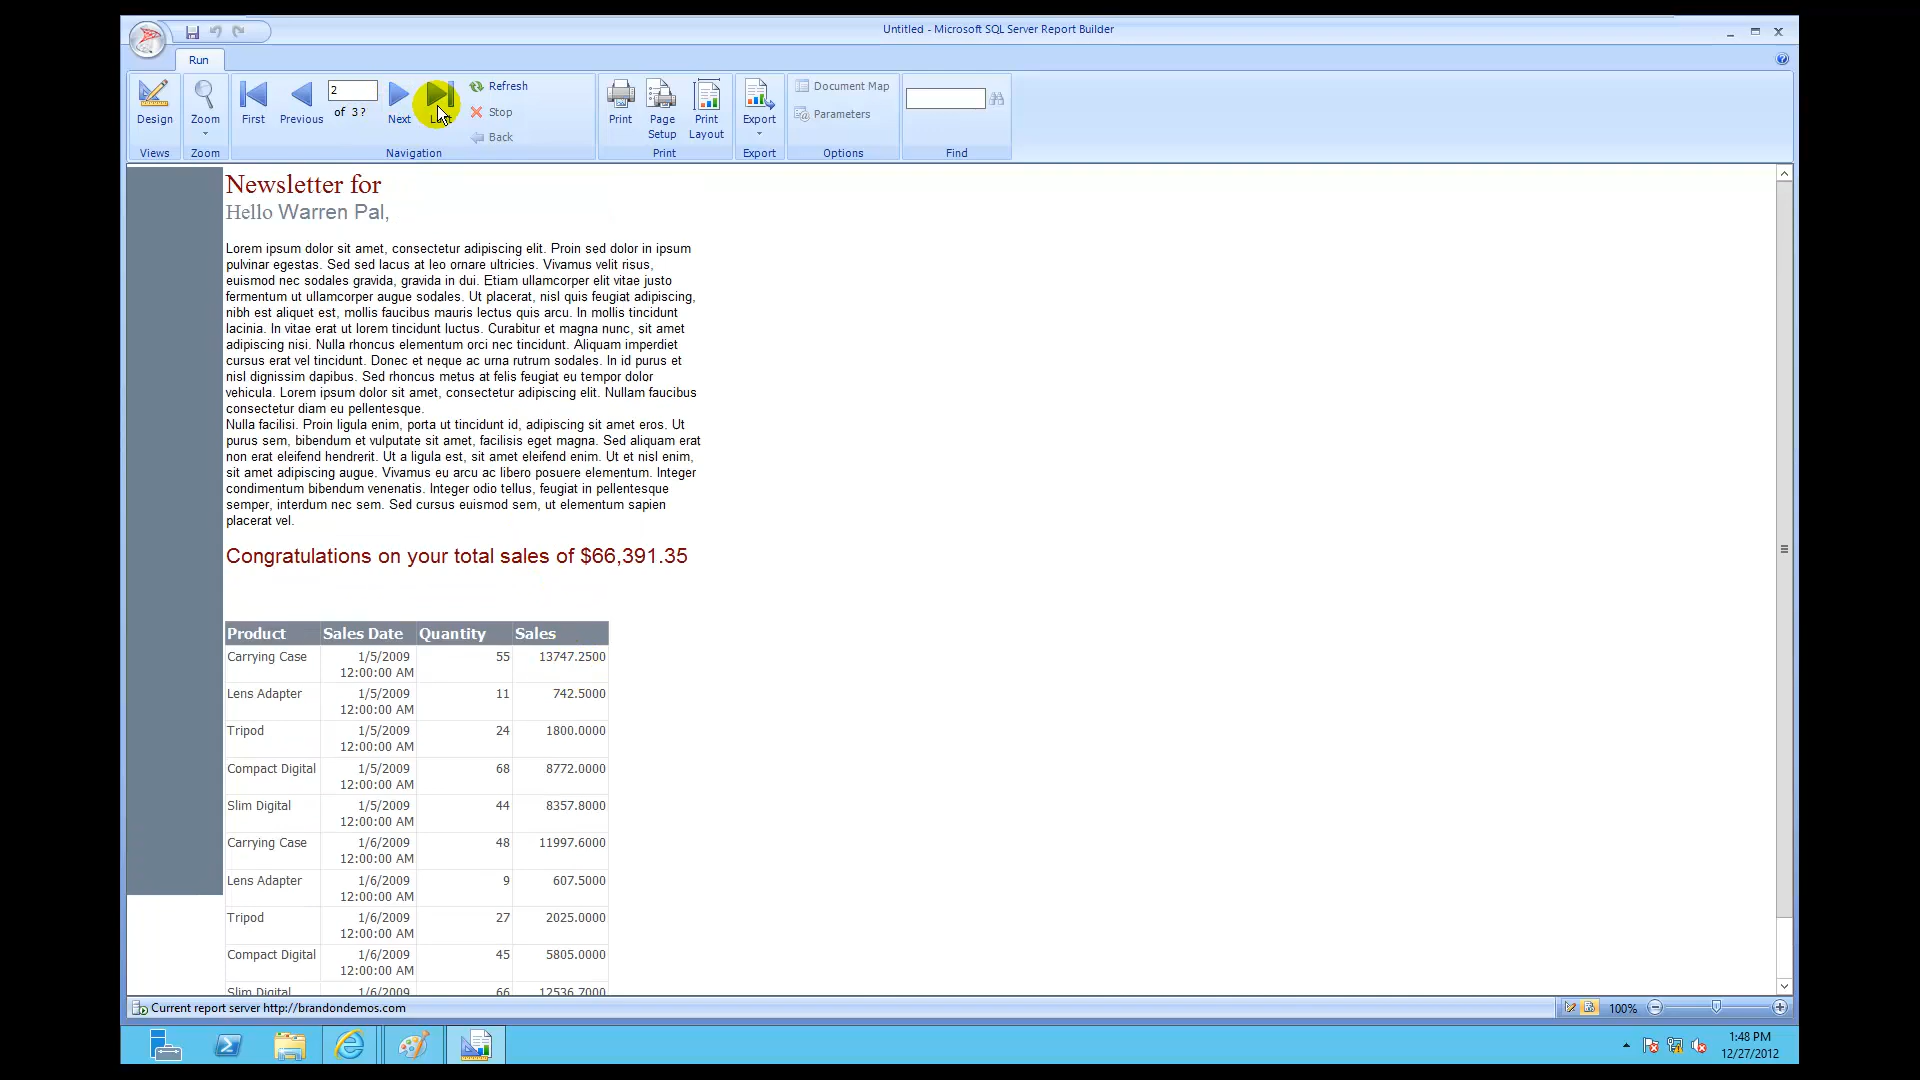 Untitled - Microsoft SQL Server Report Builder
Run
Design
Zoom
First
Previous
2
of 3 ?
Next
Refresh
Stop
Back
Print
Page Setup
Print Layout
Export
Document Map
Parameters
Views
Zoom
Navigation
Print
Export
Options
Find
Newsletter for
Hello Warren Pal,
Lorem ipsum dolor sit amet, consectetur adipiscing elit. Proin sed dolor in ipsum
pulvinar egestas. Sed sed lacus at leo ornare ultricies. Vivamus velit risus,
euismod nec sodales gravida, gravida in dui. Etiam ullamcorper elit vitae justo
fermentum ut ullamcorper augue sodales. Ut placerat, nisl quis feugiat adipiscing,
nibh est aliquet est, mollis faucibus mauris lectus quis arcu. In mollis tincidunt
lacinia. In vitae erat ut lorem tincidunt luctus. Curabitur et magna nunc, sit amet
adipiscing nisi. Nulla rhoncus elementum orci nec tincidunt. Aliquam imperdiet
cursus erat vel tincidunt. Donec et neque ac urna rutrum sodales. In id purus et
nisl dignissim dapibus. Sed rhoncus metus at felis feugiat eu tempor dolor
vehicula. Lorem ipsum dolor sit amet, consectetur adipiscing elit. Nullam faucibus
consectetur diam eu pellentesque.
Nulla facilisi. Proin ligula enim, porta ut tincidunt id, adipiscing sit amet eros. Ut
purus sem, bibendum et vulputate sit amet, facilisis eget magna. Sed aliquam erat
non erat eleifend hendrerit. Ut a ligula est, sit amet eleifend enim. Ut et nisl enim,
sit amet adipiscing augue. Vivamus eu arcu ac libero posuere elementum. Integer
condimentum bibendum venenatis. Integer odio tellus, feugiat in pellentesque
semper, interdum nec sem. Sed cursus euismod sem, ut elementum sapien
placerat vel.
Congratulations on your total sales of $66,391.35
Product Sales Date Quantity Sales
Carrying Case 1/5/2009 55 13747.2500
12:00:00 AM
Lens Adapter 1/5/2009 11 742.5000
12:00:00 AM
Tripod 1/5/2009 24 1800.0000
12:00:00 AM
Compact Digital 1/5/2009 68 8772.0000
12:00:00 AM
Slim Digital 1/5/2009 44 8357.8000
12:00:00 AM
Carrying Case 1/6/2009 48 11997.6000
12:00:00 AM
Lens Adapter 1/6/2009 9 607.5000
12:00:00 AM
Tripod 1/6/2009 27 2025.0000
12:00:00 AM
Compact Digital 1/6/2009 45 5805.0000
12:00:00 AM
Slim Digital 1/6/2009 66 12536.7000
Current report server http://brandondemos.com
100%
1:48 PM
12/27/2012